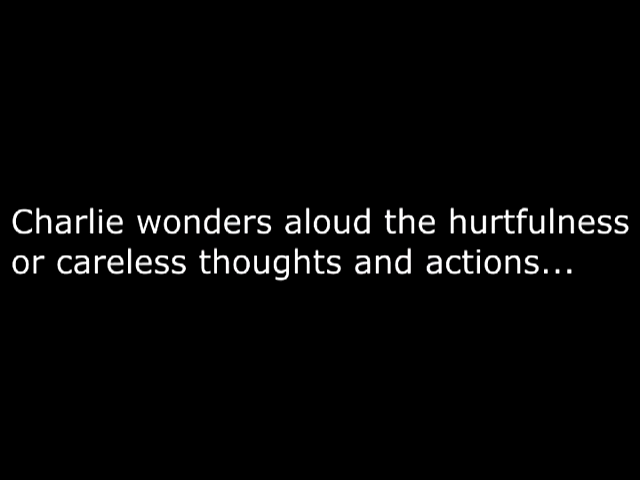 Charlie wonders aloud the hurtfulness
or careless thoughts and actions...